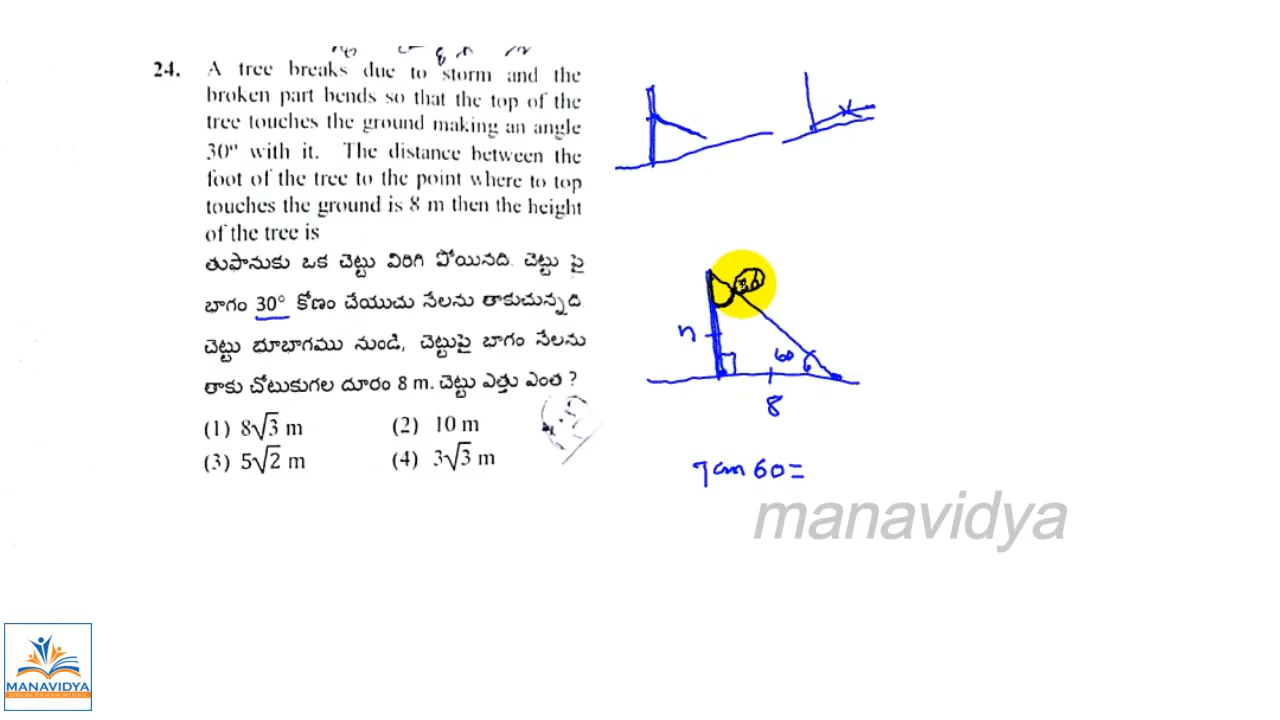 24. A tree breaks due to storm and the
broken part bends so that the top of the
tree touches the ground making an angle
30° with it. The distance between the
foot of the tree to the point where to top
touches the ground is 8 m then the height
of the tree is
తుఫానుకు ఒక చెట్టు విరిగి పోయినది. చెట్టు పై
భాగం 30° కోణం చేయుచు నేలను తాకుచున్నది.
చెట్టు భూభాగము నుండి, చెట్టుపై భాగం నేలను
తాకు చోటుకుగల దూరం 8 m. చెట్టు ఎత్తు ఎంత ?
(1) 8√3 m (2) 10 m
(3) 5√2 m (4) 3√3 m
30
h
60
8
Tan 60 =
manavidya
MANAVIDYA